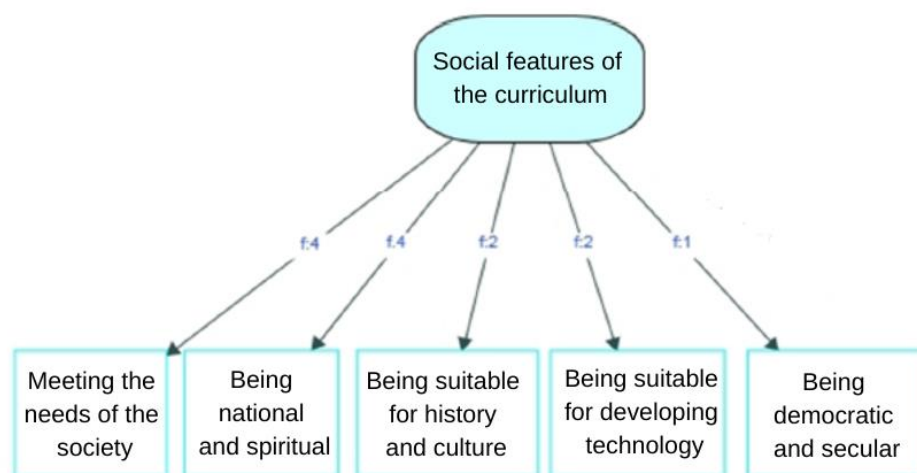 Social features of
the curriculum
f:4
f:4
f:2
f:2
f:1
Meeting the
needs of the
society
Being
national
and spiritual
Being suitable
for history
and culture
Being suitable
for developing
technology
Being
democratic
and secular